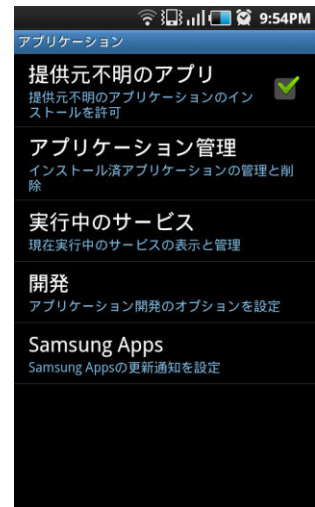 9:54PM
アプリケーション
提供元不明のアプリ
提供元不明のアプリケーションのイン
ストールを許可
アプリケーション管理
インストール済アプリケーションの管理と削
除
実行中のサービス
現在実行中のサービスの表示と管理
開発
アプリケーション開発のオプションを設定
Samsung Apps
Samsung Appsの更新通知を設定